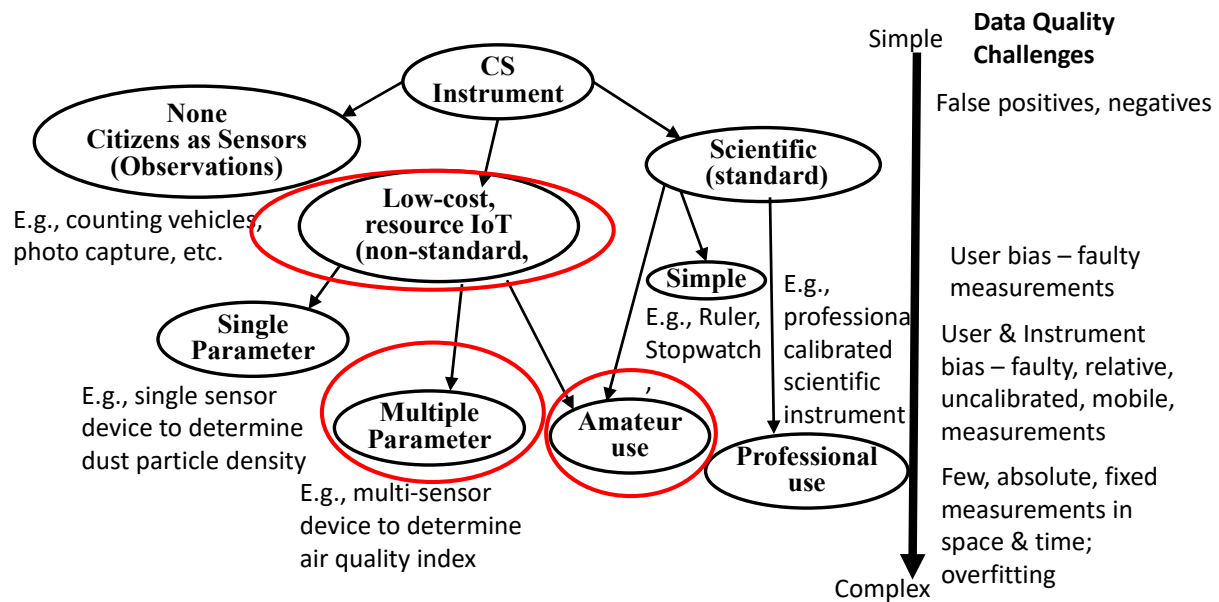 Simple
Data Quality
Challenges
CS
Instrument
None
Citizens as Sensors
(Observations)
False positives, negatives
Scientific
(standard)
Low-cost,
resource IoT
(non-standard,
E.g., counting vehicles,
photo capture, etc.
User bias – faulty
measurements
Simple
E.g.,
professiona
calibrated
scientific
instrument
E.g., Ruler,
Stopwatch
Single
Parameter
User & Instrument
bias – faulty, relative,
uncalibrated, mobile,
measurements
E.g., single sensor
device to determine
dust particle density
,
Multiple
Parameter
Amateur
use
Professional
use
E.g., multi-sensor
device to determine
air quality index
Few, absolute, fixed
measurements in
space & time;
overfitting
Complex